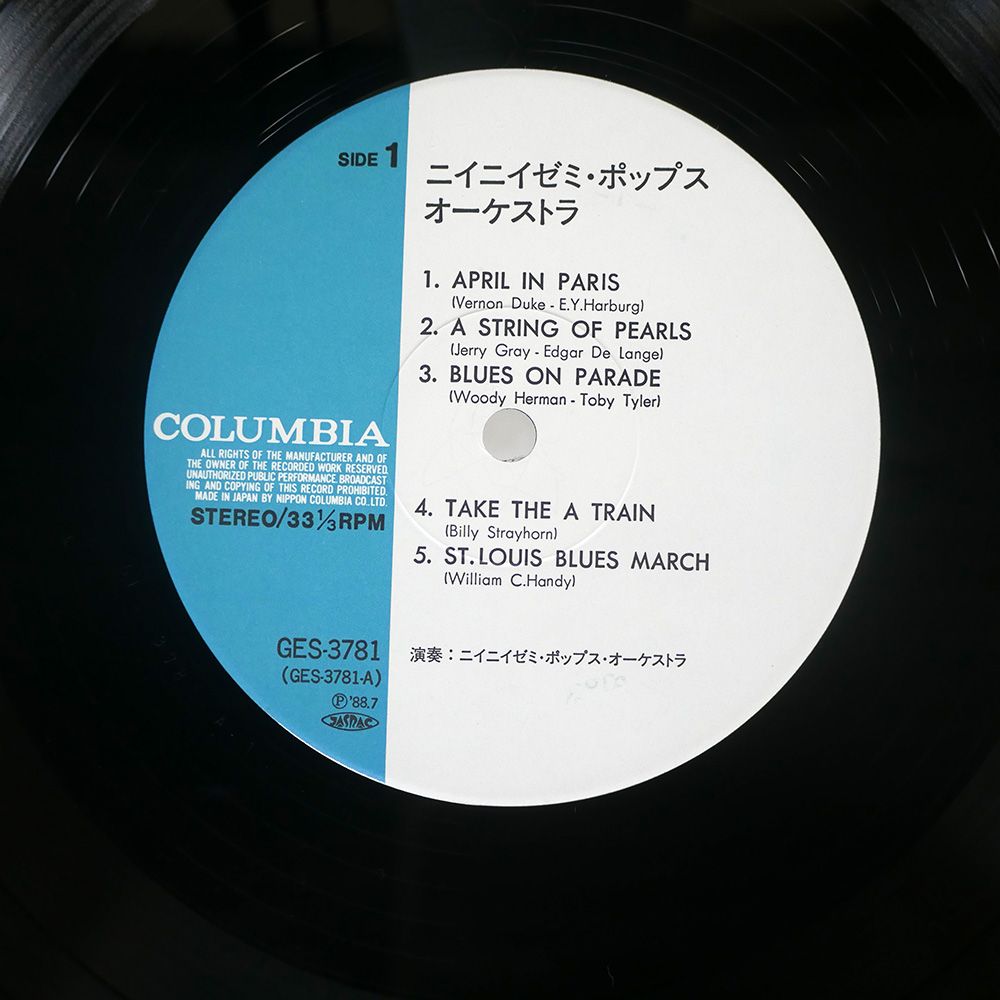 SIDE 1
ニイニイゼミ・ポップス
オーケストラ
1. APRIL IN PARIS
(Vernon Duke - E.Y.Harburg)
2. A STRING OF PEARLS
(Jerry Gray - Edgar De Lange)
3. BLUES ON PARADE
(Woody Herman - Toby Tyler)
COLUMBIA
ALL RIGHTS OF THE MANUFACTURER AND OF
THE OWNER OF THE RECORDED WORK RESERVED.
UNAUTHORIZED PUBLIC PERFORMANCE. BROADCAST
ING AND COPYING OF THIS RECORD PROHIBITED.
MADE IN JAPAN BY NIPPON COLUMBIA CO.,LTD.
STEREO/33 1/3 RPM
4. TAKE THE A TRAIN
(Billy Strayhorn)
5. ST.LOUIS BLUES MARCH
(William C.Handy)
GES-3781
(GES-3781-A)
Ⓟ'88.7
JASRAC
演奏:ニイニイゼミ・ポップス・オーケストラ